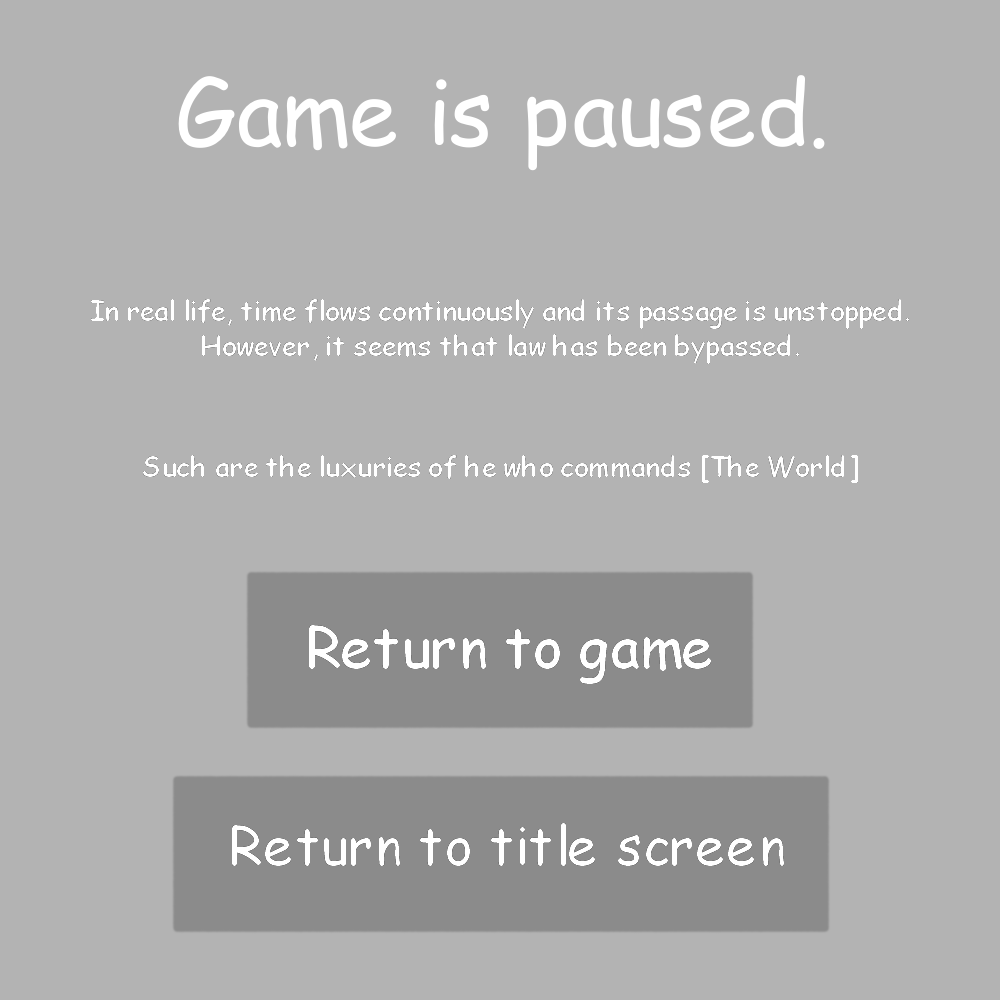 Game is paused.
In real life, time flows continuously and its passage is unstopped.
However, it seems that law has been bypassed.
Such are the luxuries of he who commands [The World]
Return to game
Return to title screen